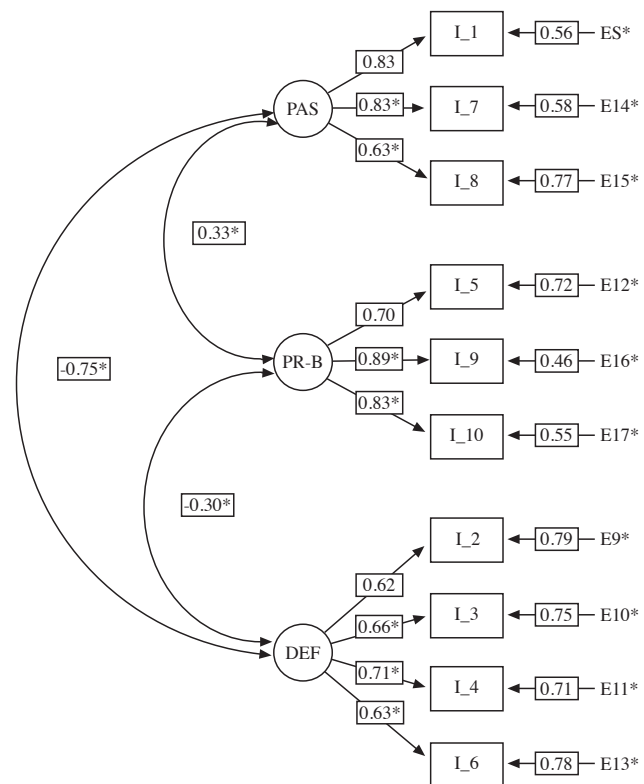 I_1 0.56 ES*
0.83
PAS 0.83* I_7 0.58 E14*
0.63*
I_8 0.77 E15*
0.33*
I_5 0.72 E12*
0.70
PR-B 0.89* I_9 0.46 E16*
-0.75*
0.83*
I_10 0.55 E17*
-0.30*
I_2 0.79 E9*
0.62
I_3 0.75 E10*
0.66*
DEF
0.71* I_4 0.71 E11*
0.63*
I_6 0.78 E13*